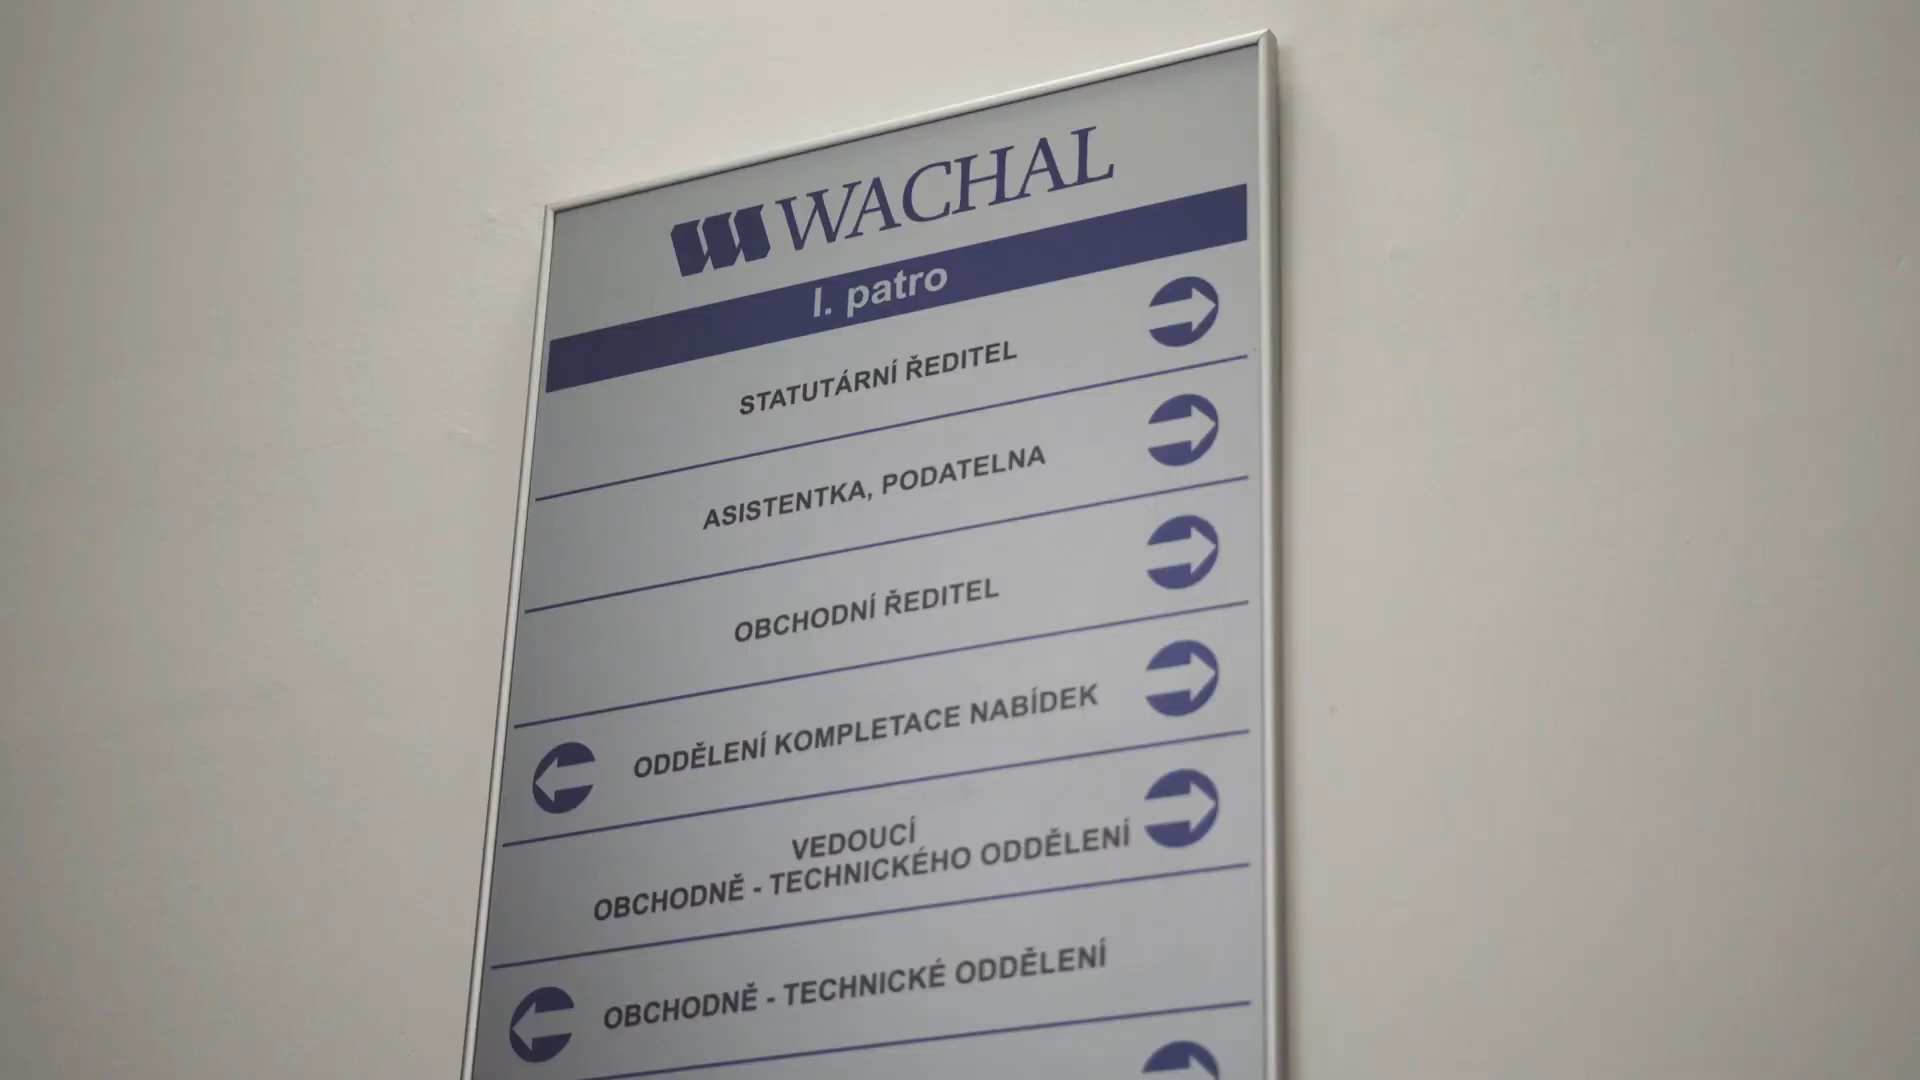 WACHAL
I. patro
STATUTÁRNÍ ŘEDITEL
ASISTENTKA, PODATELNA
OBCHODNÍ ŘEDITEL
ODDĚLENÍ KOMPLETACE NABÍDEK
VEDOUCÍ
OBCHODNĚ - TECHNICKÉHO ODDĚLENÍ
OBCHODNĚ - TECHNICKÉ ODDĚLENÍ